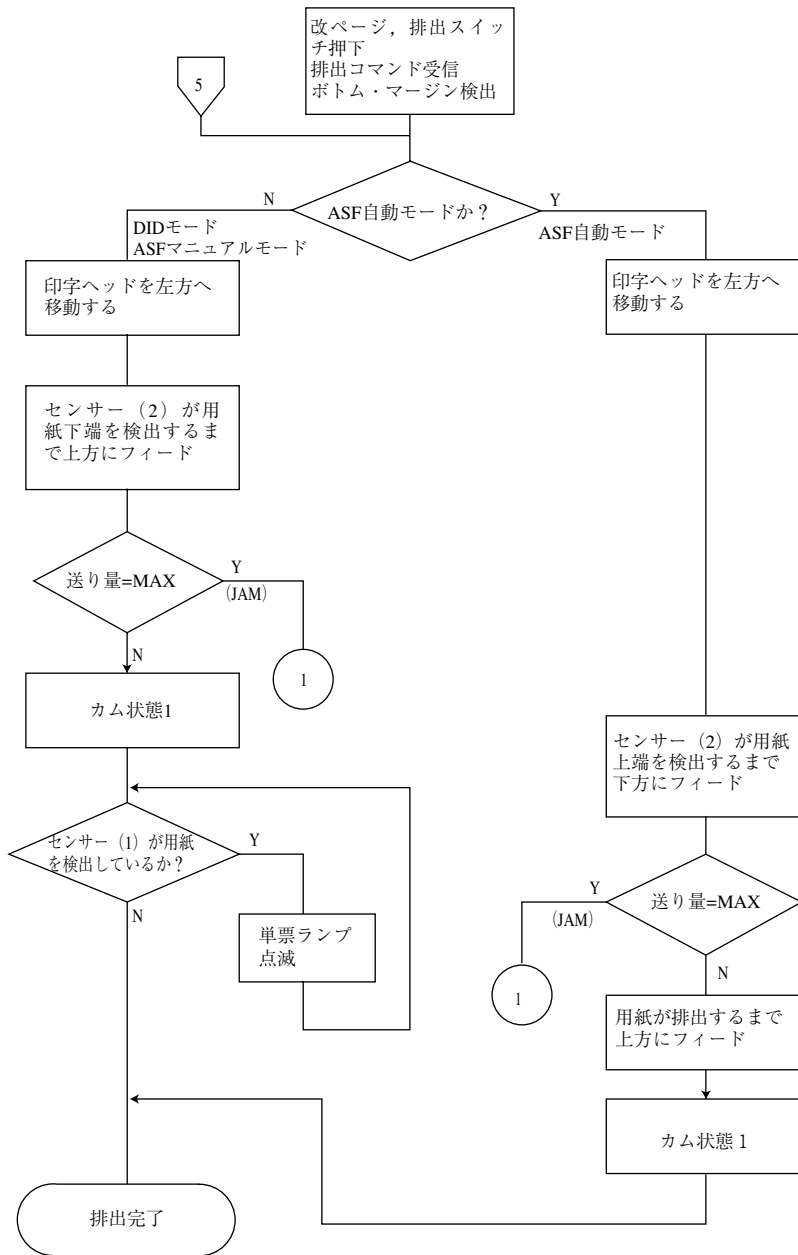 改ページ，排出スイッ
チ押下
排出コマンド受信
ボトム・マージン検出
5
ASF自動モードか？
N
Y
DIDモード
ASFマニュアルモード
ASF自動モード
印字ヘッドを左方へ
移動する
印字ヘッドを左方へ
移動する
センサー（2）が用
紙下端を検出するま
で上方にフィード
送り量=MAX
Y
(JAM)
N
1
カム状態1
センサー（1）が用紙
を検出しているか？
Y
N
単票ランプ
点滅
センサー（2）が用紙
上端を検出するまで
下方にフィード
送り量=MAX
Y
(JAM)
N
1
用紙が排出するまで
上方にフィード
カム状態 1
排出完了